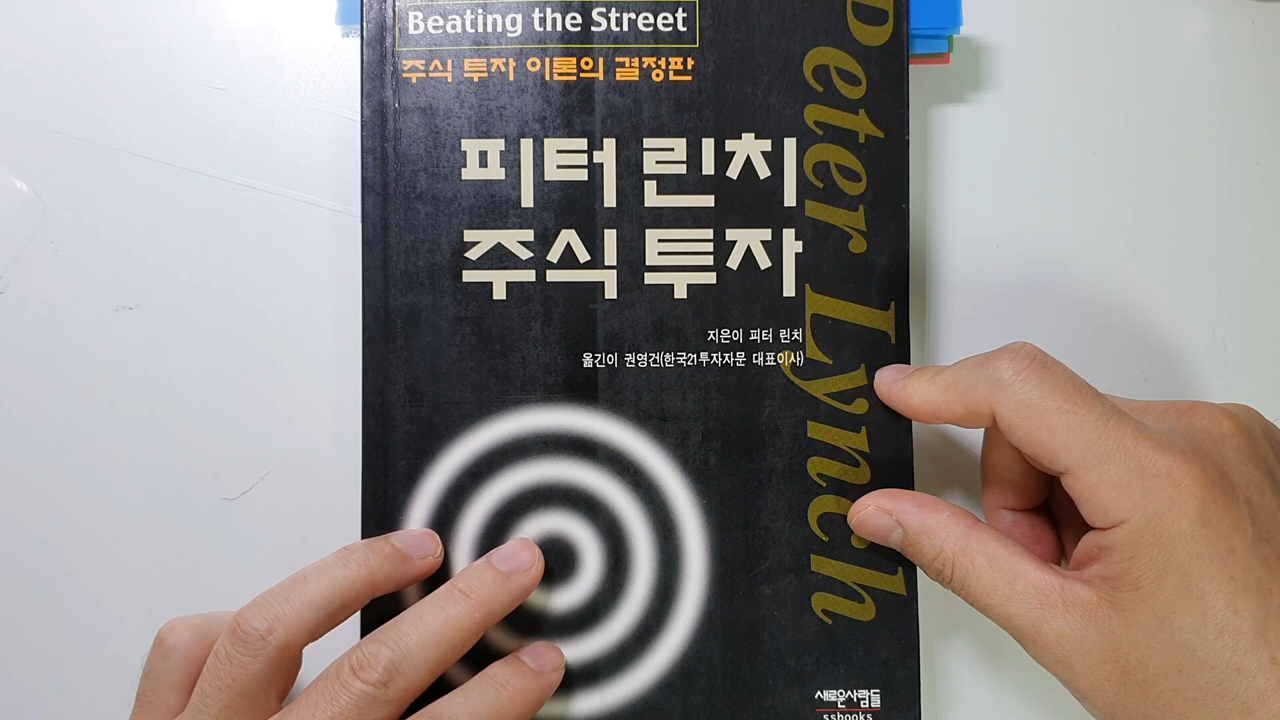 Beating the Street
주식 투자 이론의 결정판
피터 린치
주식 투자
지은이 피터 린치
옮긴이 권영건(한국21투자자문 대표이사)
Peter Lynch
새로운사람들
ssbooks